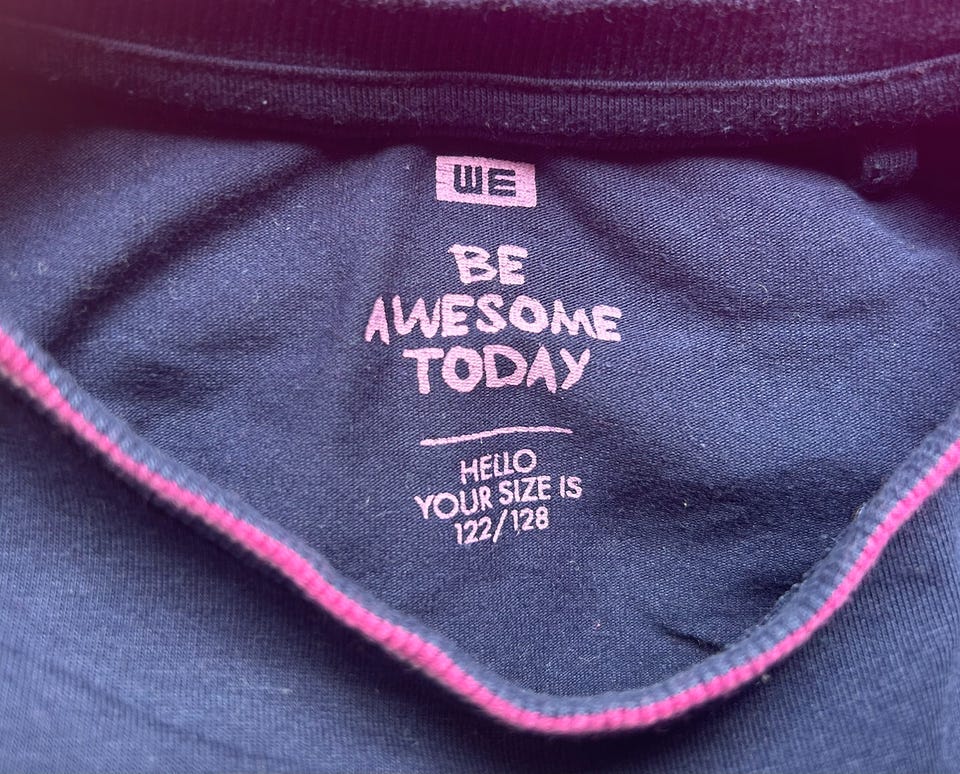 WE
BE
AWESOME
TODAY
HELLO
YOUR SIZE IS
122/128